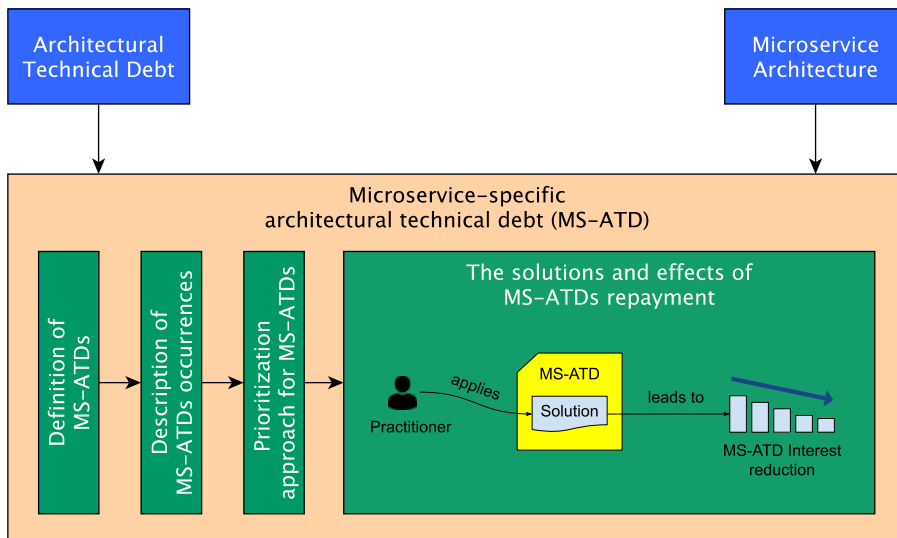 Architectural
Technical Debt
Microservice
Architecture
Microservice-specific
architectural technical debt (MS-ATD)
Definition of
MS-ATDs
Description of
MS-ATDs occurrences
Prioritization
approach for MS-ATDs
The solutions and effects of
MS-ATDs repayment
Practitioner
applies
MS-ATD
Solution
leads to
MS-ATD Interest
reduction